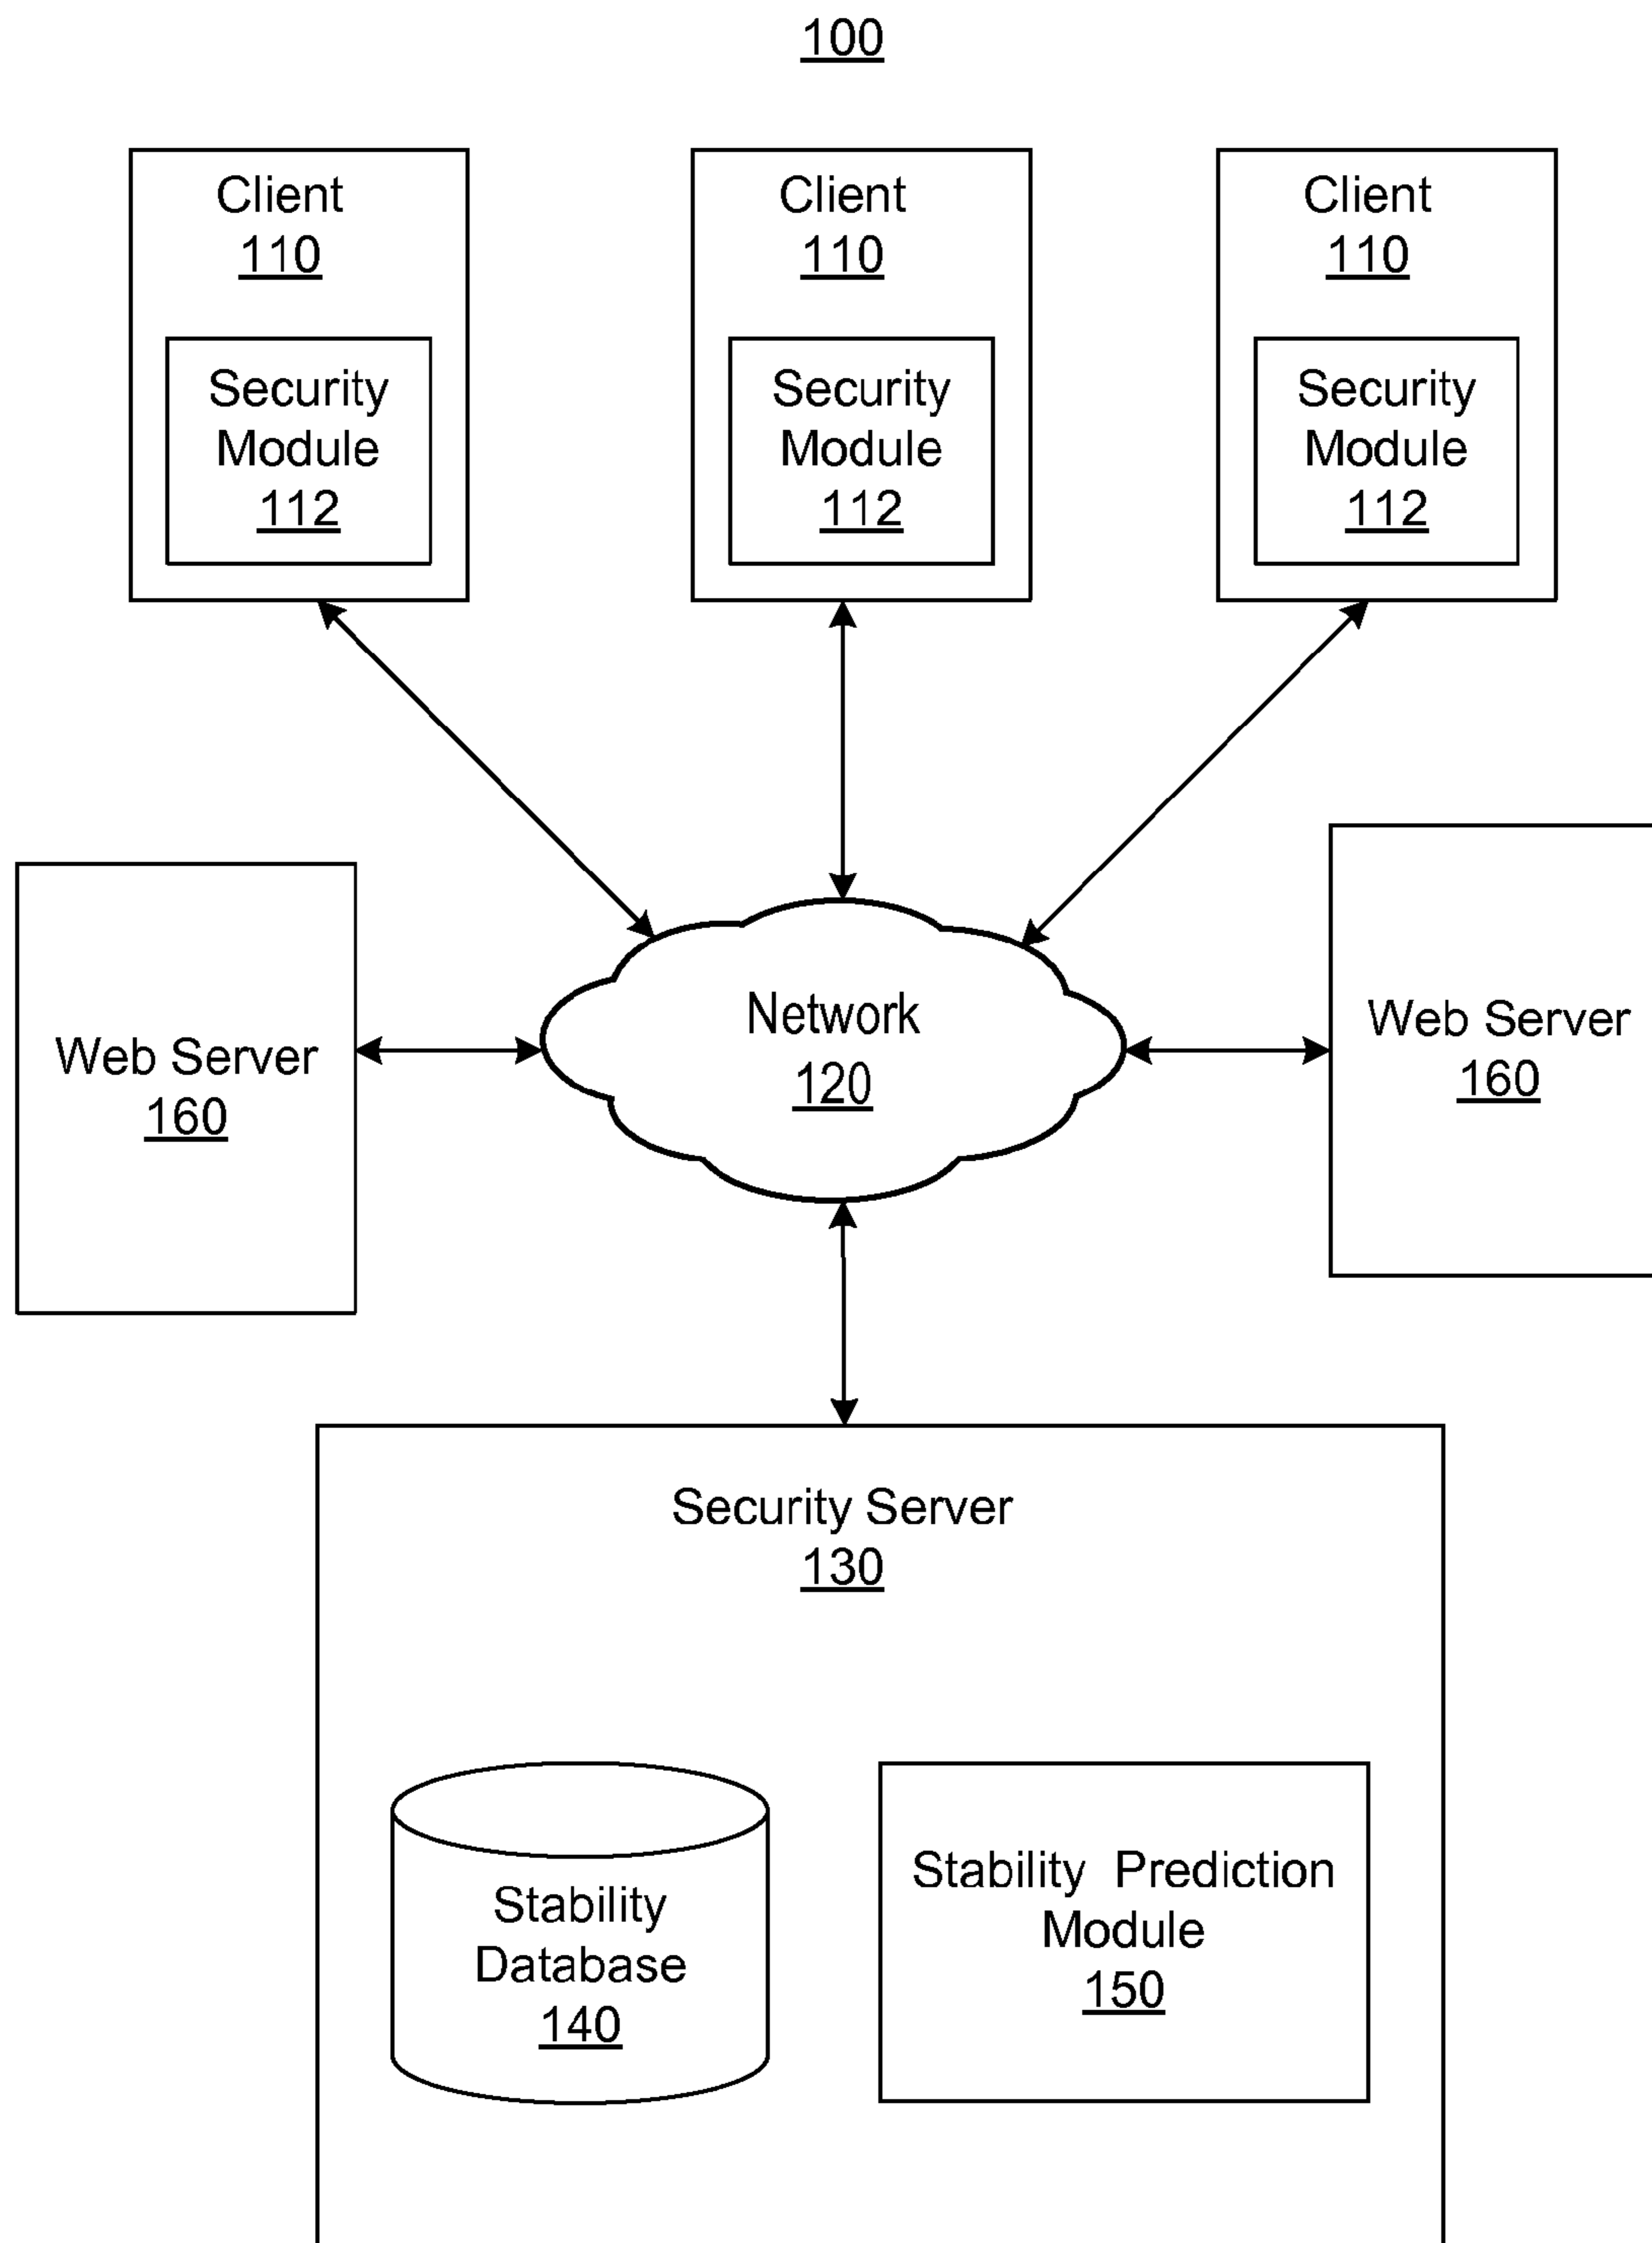 100
Client
110
Security
Module
112
Client
110
Security
Module
112
Client
110
Security
Module
112
Web Server
160
Network
120
Web Server
160
Security Server
130
Stability
Database
140
Stability Prediction
Module
150